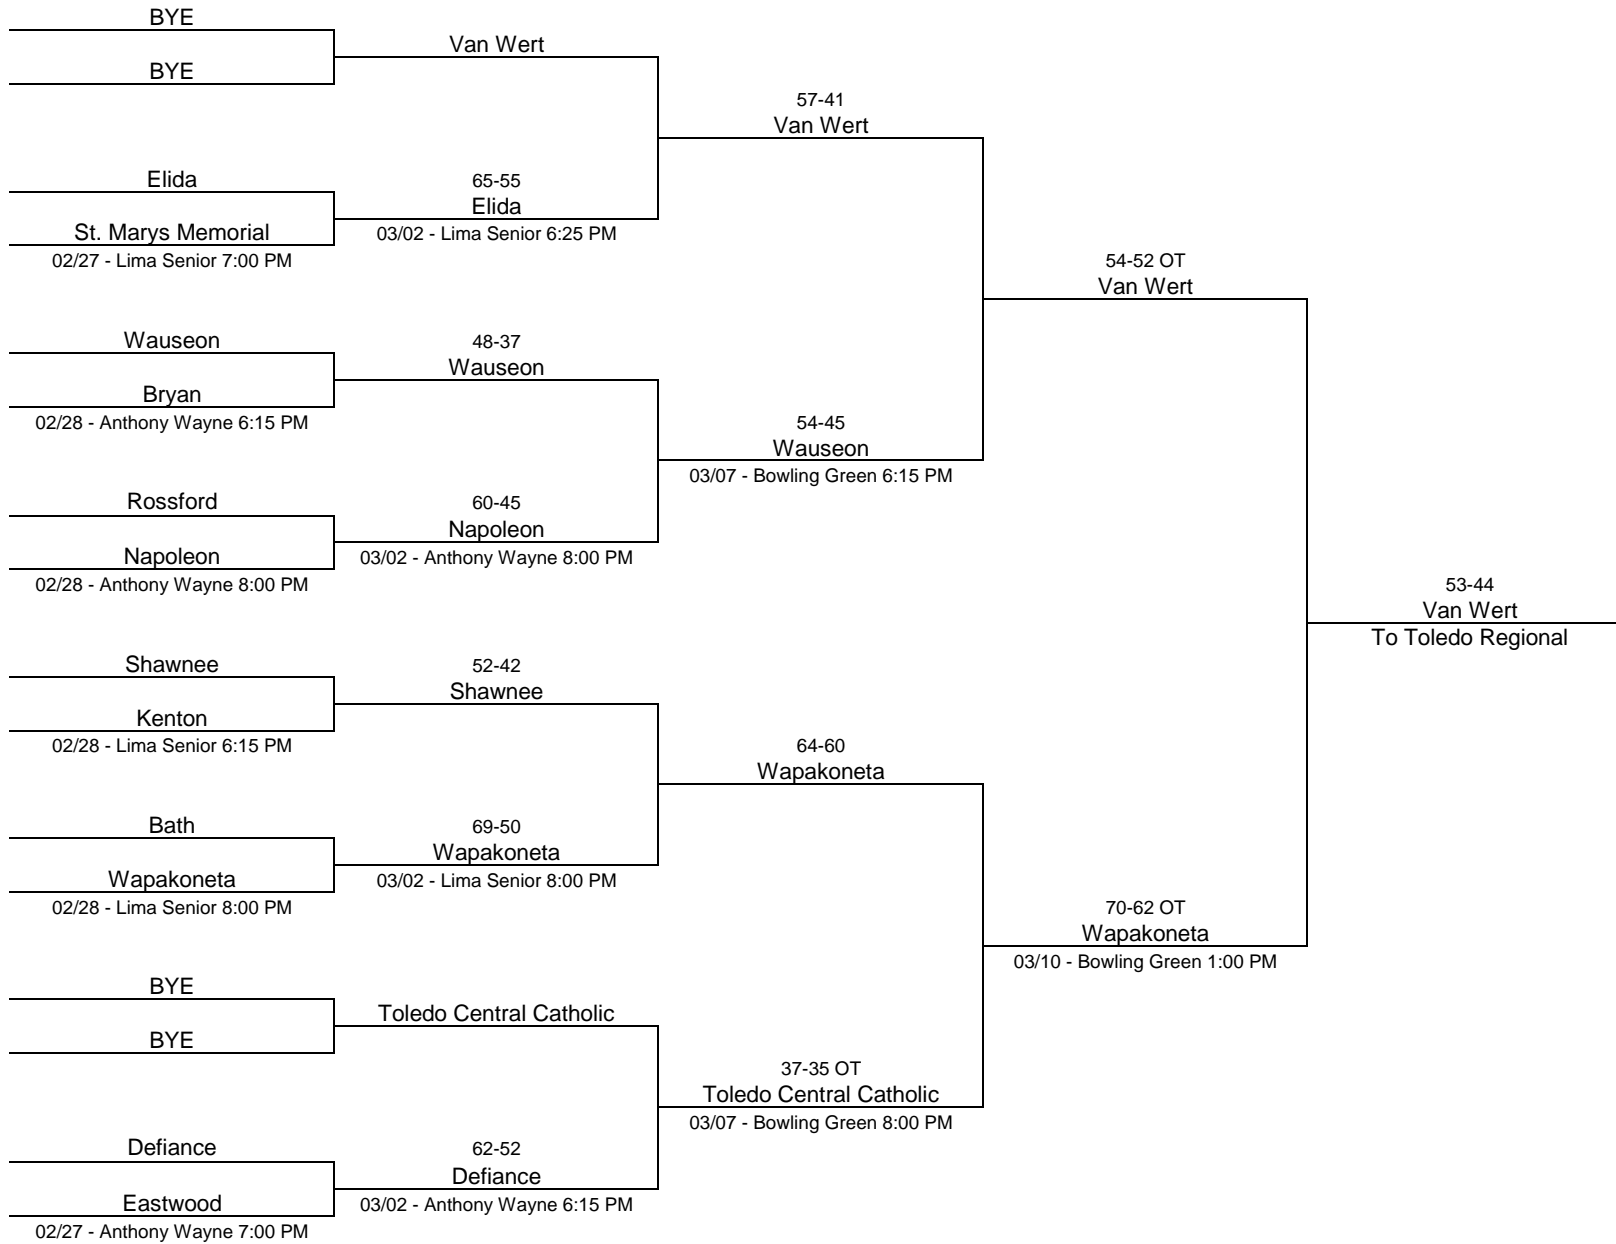 BYE
BYE
Elida
St. Marys Memorial
02/27 - Lima Senior 7:00 PM
Wauseon
Bryan
02/28 - Anthony Wayne 6:15 PM
Rossford
Napoleon
02/28 - Anthony Wayne 8:00 PM
Shawnee
Kenton
02/28 - Lima Senior 6:15 PM
Bath
Wapakoneta
02/28 - Lima Senior 8:00 PM
BYE
BYE
Defiance
Eastwood
02/27 - Anthony Wayne 7:00 PM
Van Wert
65-55
Elida
03/02 - Lima Senior 6:25 PM
48-37
Wauseon
60-45
Napoleon
03/02 - Anthony Wayne 8:00 PM
52-42
Shawnee
69-50
Wapakoneta
03/02 - Lima Senior 8:00 PM
Toledo Central Catholic
62-52
Defiance
03/02 - Anthony Wayne 6:15 PM
57-41
Van Wert
54-45
Wauseon
03/07 - Bowling Green 6:15 PM
64-60
Wapakoneta
37-35 OT
Toledo Central Catholic
03/07 - Bowling Green 8:00 PM
54-52 OT
Van Wert
70-62 OT
Wapakoneta
03/10 - Bowling Green 1:00 PM
53-44
Van Wert
To Toledo Regional